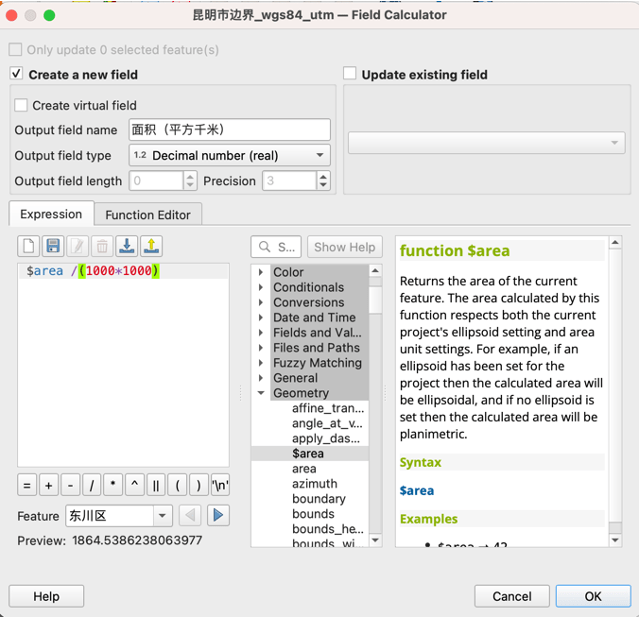 昆明市边界_wgs84_utm — Field Calculator
Only update 0 selected feature(s)
Create a new field
Update existing field
Create virtual field
Output field name 面积（平方千米）
Output field type 1.2 Decimal number (real)
Output field length 0 Precision 3
Expression
Function Editor
S...
Show Help
$area /(1000*1000)
= + - / * ^ || ( ) '\n'
Feature 东川区
Preview: 1864.5386238063977
Color
Conditionals
Conversions
Date and Time
Fields and Val...
Files and Paths
Fuzzy Matching
General
Geometry
affine_tran...
angle_at_v...
apply_das...
$area
area
azimuth
boundary
bounds
bounds_he...
bounds_wi...
function $area
Returns the area of the current
feature. The area calculated by this
function respects both the current
project's ellipsoid setting and area
unit settings. For example, if an
ellipsoid has been set for the
project then the calculated area will
be ellipsoidal, and if no ellipsoid is
set then the calculated area will be
planimetric.
Syntax
$area
Examples
$area → 42
Help
Cancel
OK